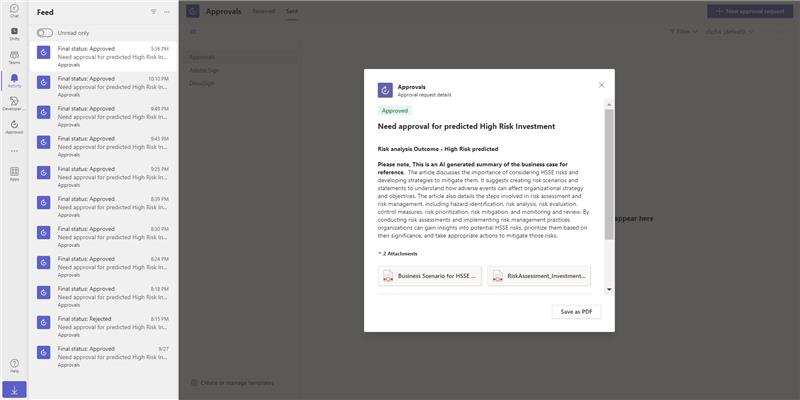 Chat
Shifts
Teams
Activity
Developer ...
Approvals
Apps
Help
Feed
Unread only
Final status: Approved 5:36 PM
Need approval for predicted High Risk In...
Approvals
Final status: Approved 10:10 PM
Need approval for predicted High Risk In...
Approvals
Final status: Approved 9:49 PM
Need approval for predicted High Risk In...
Approvals
Final status: Approved 9:43 PM
Need approval for predicted High Risk In...
Approvals
Final status: Approved 9:25 PM
Need approval for predicted High Risk In...
Approvals
Final status: Approved 8:39 PM
Need approval for predicted High Risk In...
Approvals
Final status: Approved 8:30 PM
Need approval for predicted High Risk In...
Approvals
Final status: Approved 8:24 PM
Need approval for predicted High Risk In...
Approvals
Final status: Approved 8:18 PM
Need approval for predicted High Risk In...
Approvals
Final status: Rejected 8:15 PM
Need approval for predicted High Risk In...
Approvals
Final status: Approved 9/27
Need approval for predicted High Risk In...
Approvals
Approvals Received Sent
New approval request
Filter (default)
Approvals
Adobe Sign
DocuSign
Create or manage templates
appear here
Approvals
Approval request details
Approved
Need approval for predicted High Risk Investment
Risk analysis Outcome - High Risk predicted
Please note, This is an AI generated summary of the business case for
reference. The article discusses the importance of considering HSSE risks and
developing strategies to mitigate them. It suggests creating risk scenarios and
statements to understand how adverse events can affect organizational strategy
and objectives. The article also details the steps involved in risk assessment and
risk management, including hazard identification, risk analysis, risk evaluation,
control measures, risk prioritization, risk mitigation, and monitoring and review. By
conducting risk assessments and implementing risk management practices,
organizations can gain insights into potential HSSE risks, prioritize them based on
their significance, and take appropriate actions to mitigate those risks.
2 Attachments
Business Scenario for HSSE ...
RiskAssessment_Investment...
Save as PDF